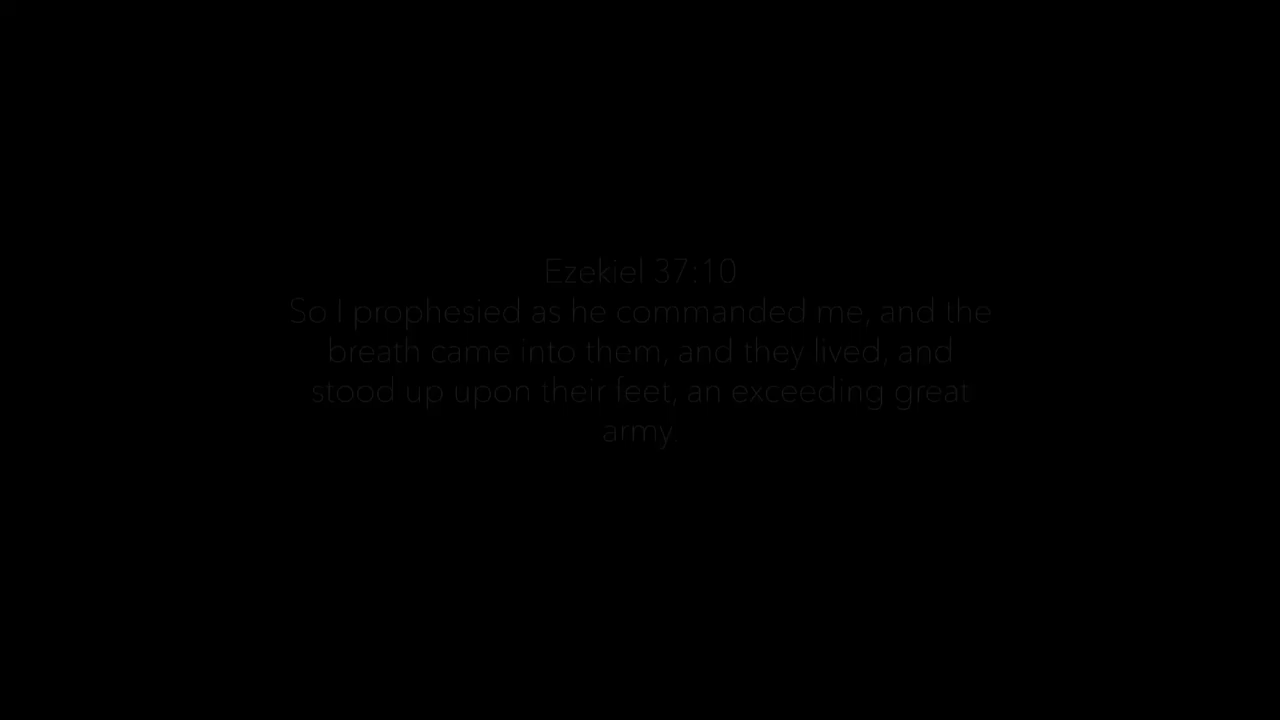 Ezekiel 37:10
So I prophesied as he commanded me, and the
breath came into them, and they lived, and
stood up upon their feet, an exceeding great
army.